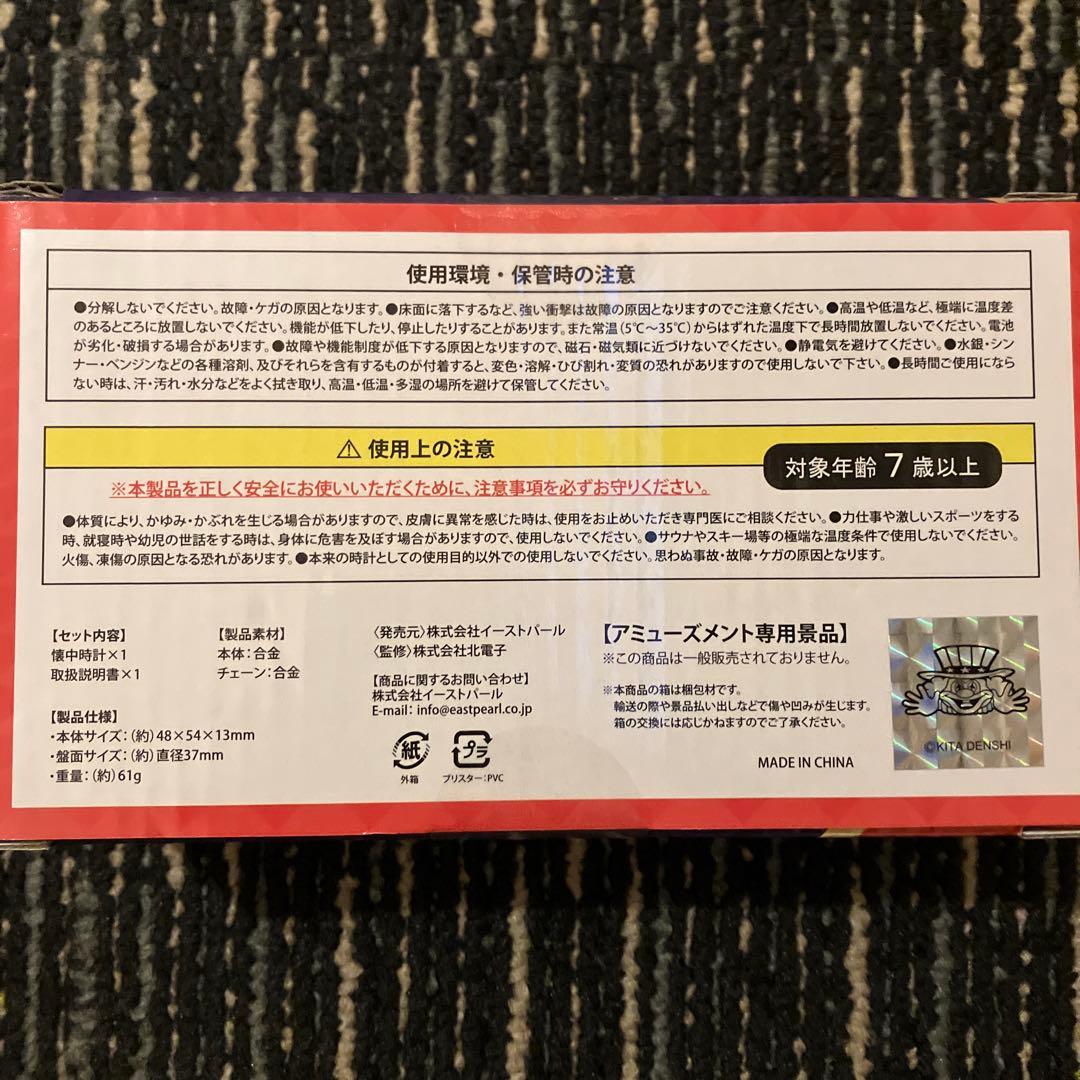 使用環境・保管時の注意
●分解しないでください。故障・ケガの原因となります。●床面に落下するなど、強い衝撃は故障の原因となりますのでご注意ください。●高温や低温など、極端に温度差
のあるところに放置しないでください。機能が低下したり、停止したりすることがあります。また常温(5℃～35℃)からはずれた温度下で長時間放置しないでください。電池
が劣化・破損する場合があります。●故障や機能制度が低下する原因となりますので、磁石・磁気類に近づけないでください。●静電気を避けてください。●水銀・シン
ナー・ベンジンなどの各種溶剤、及びそれらを含有するものが付着すると、変色・溶解・ひび割れ・変質の恐れがありますので使用しないで下さい。●長時間ご使用になら
ない時は、汗・汚れ・水分などをよく拭き取り、高温・低温・多湿の場所を避けて保管してください。
⚠ 使用上の注意
対象年齢 7 歳以上
※本製品を正しく安全にお使いいただくために、注意事項を必ずお守りください。
●体質により、かゆみ・かぶれを生じる場合がありますので、皮膚に異常を感じた時は、使用をお止めいただき専門医にご相談ください。●力仕事や激しいスポーツをする
時、就寝時や幼児の世話をする時は、身体に危害を及ぼす場合がありますので、使用しないでください。●サウナやスキー場等の極端な温度条件で使用しないでください。
火傷、凍傷の原因となる恐れがあります。●本来の時計としての使用目的以外での使用しないでください。思わぬ事故・故障・ケガの原因となります。
【セット内容】
懐中時計×1
取扱説明書×1
【製品素材】
本体：合金
チェーン：合金
【製品仕様】
・本体サイズ：(約)48×54×13mm
・盤面サイズ：(約)直径37mm
・重量：(約)61g
〈発売元〉株式会社イーストパール
〈監修〉株式会社北電子
【商品に関するお問い合わせ】
株式会社イーストパール
E-mail：info@eastpearl.co.jp
紙
外箱
プラ
ブリスター：PVC
【アミューズメント専用景品】
※この商品は一般販売されておりません。
※本商品の箱は梱包材です。
輸送の際や景品払い出しなどで傷や凹みが生じます。
箱の交換には応じかねますのでご了承ください。
MADE IN CHINA
©KITA DENSHI